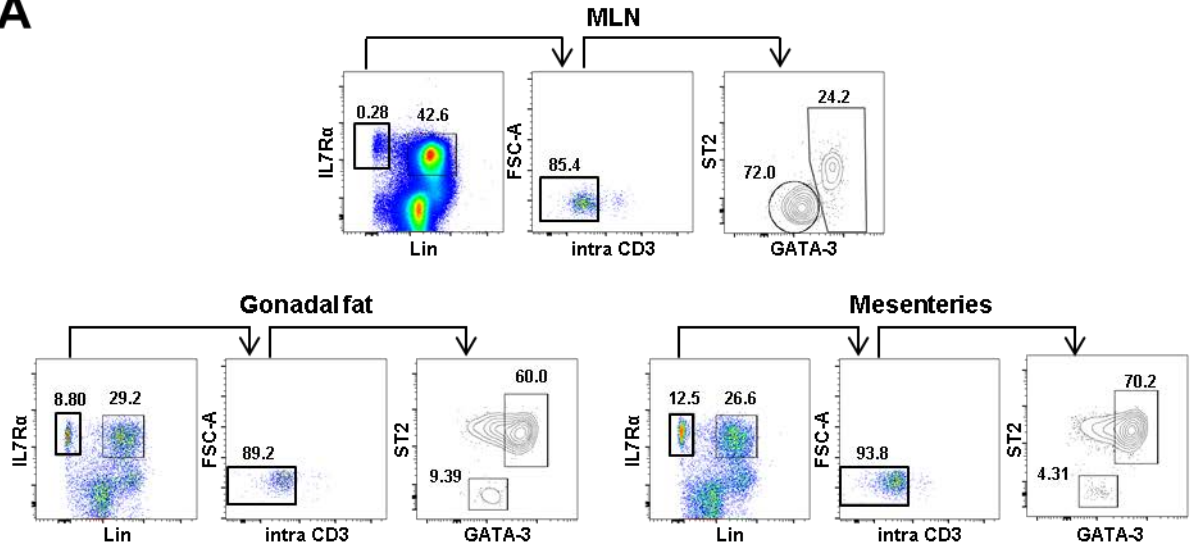 A
MLN
0.28 42.6
IL7Rα
Lin
85.4
FSC-A
intra CD3
24.2
72.0
ST2
GATA-3
Gonadal fat
8.80 29.2
IL7Rα
Lin
89.2
FSC-A
intra CD3
60.0
9.39
ST2
GATA-3
Mesenteries
12.5 26.6
IL7Rα
Lin
93.8
FSC-A
intra CD3
70.2
4.31
ST2
GATA-3